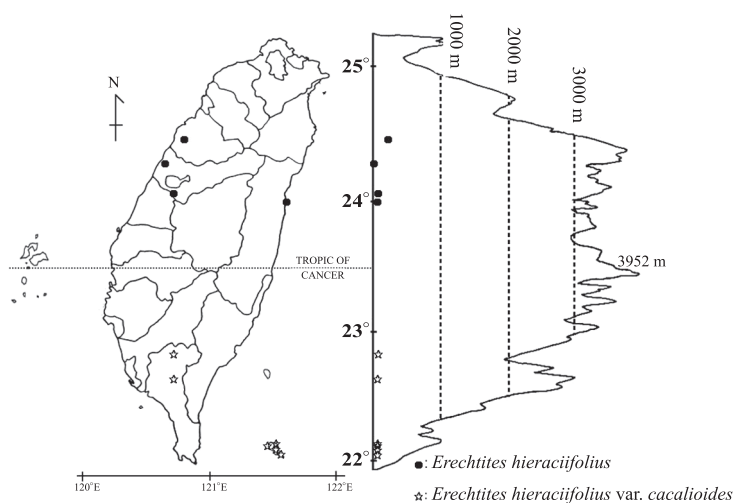 1000 m
2000 m
3000 m
25°
N
24°
TROPIC OF
CANCER
3952 m
23°
22°
: Erechtites hieraciifolius
120°E
121°E
122°E
: Erechtites hieraciifolius var. cacalioides